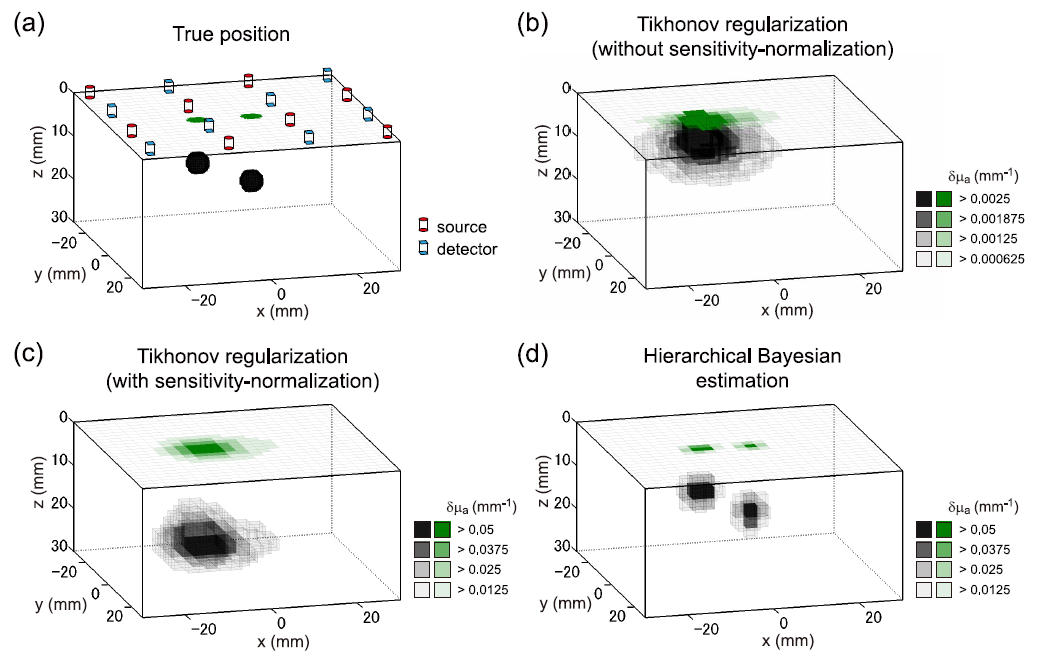 (a)
True position
0
10
20
30
z (mm)
−20
0
20
y (mm)
−20
0
20
x (mm)
source
detector
(b)
Tikhonov regularization
(without sensitivity-normalization)
0
10
20
30
z (mm)
−20
0
20
y (mm)
−20
0
20
x (mm)
δμa (mm-1)
> 0.0025
> 0.001875
> 0.00125
> 0.000625
(c)
Tikhonov regularization
(with sensitivity-normalization)
0
10
20
30
z (mm)
−20
0
20
y (mm)
−20
0
20
x (mm)
δμa (mm-1)
> 0.05
> 0.0375
> 0.025
> 0.0125
(d)
Hierarchical Bayesian
estimation
0
10
20
30
z (mm)
−20
0
20
y (mm)
−20
0
20
x (mm)
δμa (mm-1)
> 0.05
> 0.0375
> 0.025
> 0.0125